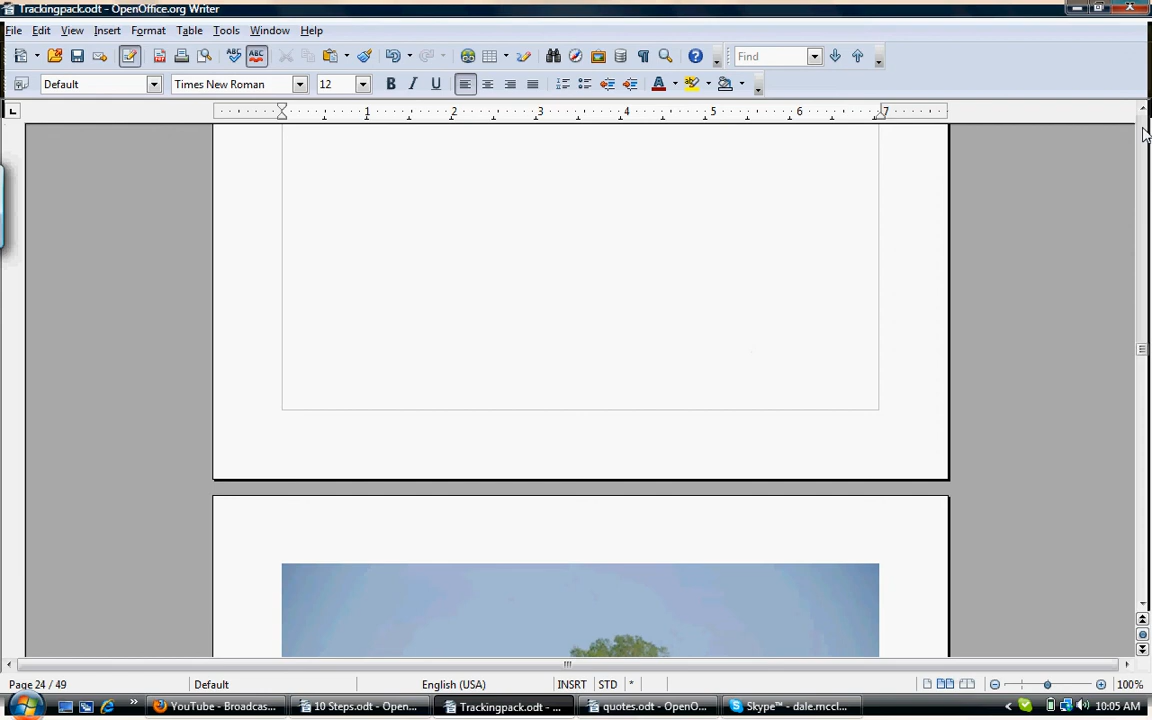 Trackingpack.odt - OpenOffice.org Writer
File Edit View Insert Format Table Tools Window Help
ABC ABC Find
Default Times New Roman 12 B I U A
1 2 3 4 5 6 7
Page 24 / 49 Default English (USA) INSRT STD * 100%
YouTube - Broadcas... 10 Steps.odt - Open... Trackingpack.odt - ... quotes.odt - OpenO... Skype™ - dale.mccl... 10:05 AM